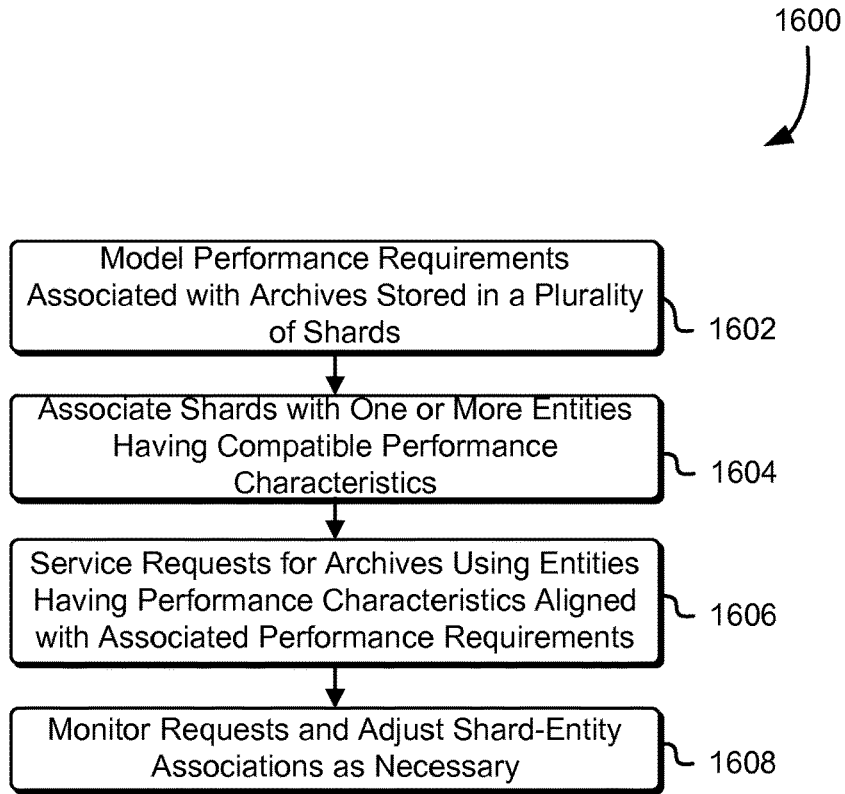 1600
Model Performance Requirements
Associated with Archives Stored in a Plurality
of Shards
1602
Associate Shards with One or More Entities
Having Compatible Performance
Characteristics
1604
Service Requests for Archives Using Entities
Having Performance Characteristics Aligned
with Associated Performance Requirements
1606
Monitor Requests and Adjust Shard-Entity
Associations as Necessary
1608